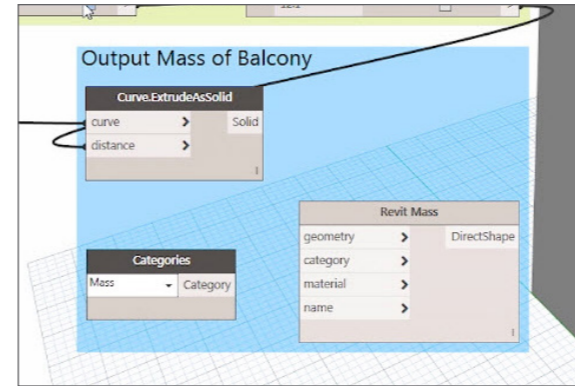 Output Mass of Balcony
Curve.ExtrudeAsSolid
curve > Solid
distance >
Revit Mass
geometry > DirectShape
category >
material >
name >
Categories
Mass Category